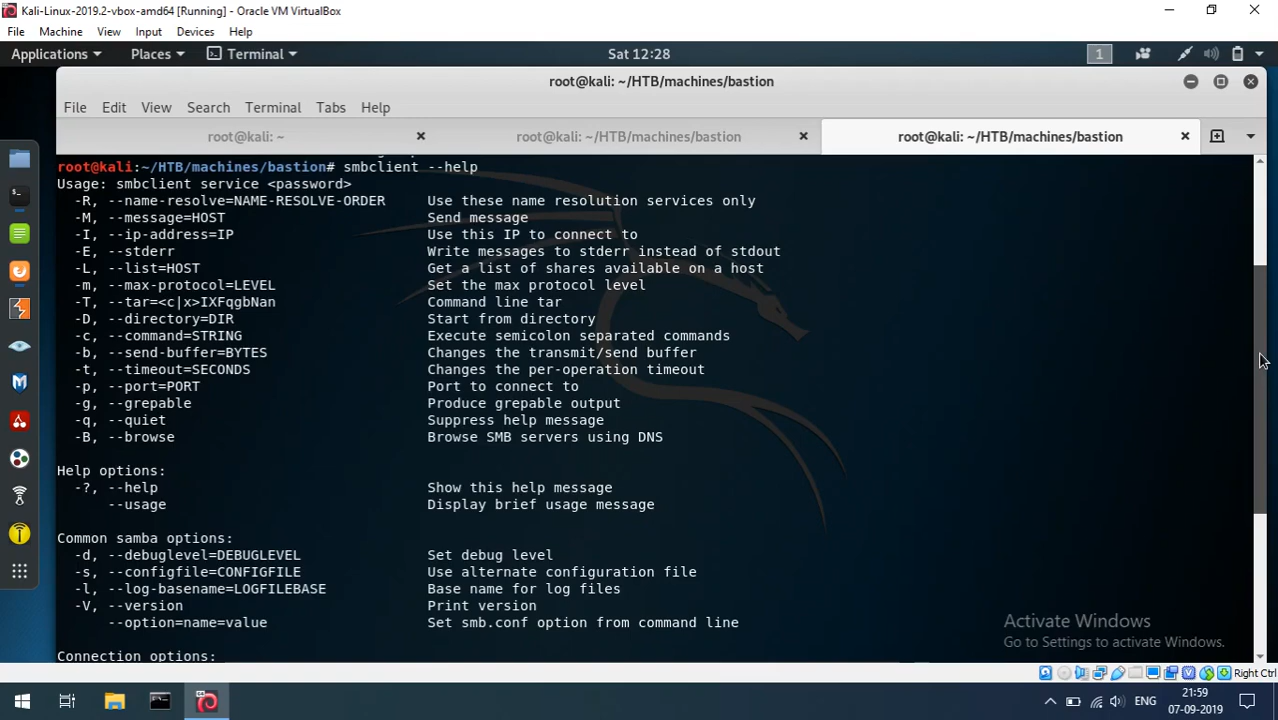 Kali-Linux-2019.2-vbox-amd64 [Running] - Oracle VM VirtualBox
File Machine View Input Devices Help
Applications Places Terminal Sat 12:28 1
root@kali: ~/HTB/machines/bastion
File Edit View Search Terminal Tabs Help
root@kali: ~ root@kali: ~/HTB/machines/bastion root@kali: ~/HTB/machines/bastion
root@kali:~/HTB/machines/bastion# smbclient --help
Usage: smbclient service <password>
-R, --name-resolve=NAME-RESOLVE-ORDER Use these name resolution services only
-M, --message=HOST Send message
-I, --ip-address=IP Use this IP to connect to
-E, --stderr Write messages to stderr instead of stdout
-L, --list=HOST Get a list of shares available on a host
-m, --max-protocol=LEVEL Set the max protocol level
-T, --tar=<c|x>IXFqgbNan Command line tar
-D, --directory=DIR Start from directory
-c, --command=STRING Execute semicolon separated commands
-b, --send-buffer=BYTES Changes the transmit/send buffer
-t, --timeout=SECONDS Changes the per-operation timeout
-p, --port=PORT Port to connect to
-g, --grepable Produce grepable output
-q, --quiet Suppress help message
-B, --browse Browse SMB servers using DNS
Help options:
-?, --help Show this help message
--usage Display brief usage message
Common samba options:
-d, --debuglevel=DEBUGLEVEL Set debug level
-s, --configfile=CONFIGFILE Use alternate configuration file
-l, --log-basename=LOGFILEBASE Base name for log files
-V, --version Print version
--option=name=value Set smb.conf option from command line
Connection options:
Activate Windows
Go to Settings to activate Windows.
Right Ctrl
ENG 21:59
07-09-2019